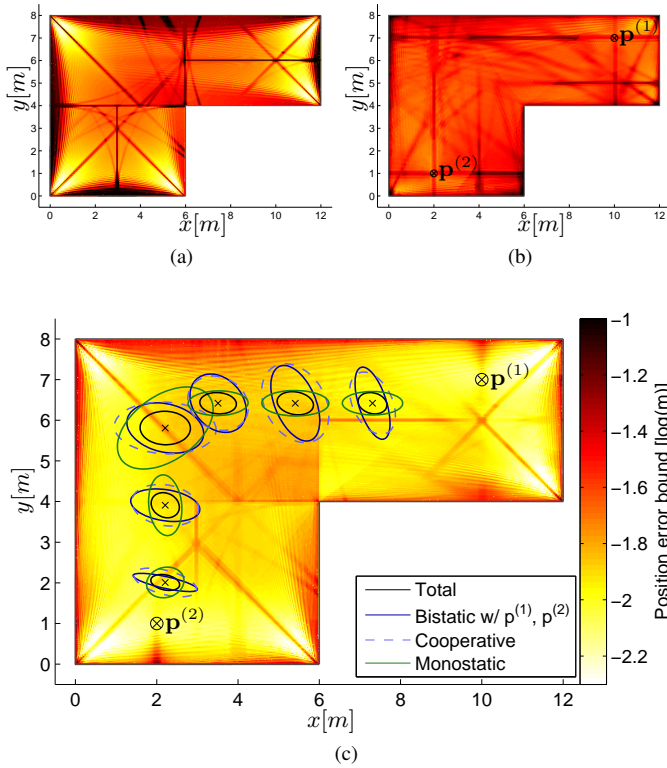 8
7
6
5
4
3
2
1
0
y[m]
0 2 4 6 8 10 12
x[m]
(a)
8
7
6
5
4
3
2
1
0
y[m]
p(1)
p(2)
0 2 4 6 8 10 12
x[m]
(b)
8
7
6
5
4
3
2
1
0
y[m]
p(1)
p(2)
Total
Bistatic w/ p(1), p(2)
Cooperative
Monostatic
0 2 4 6 8 10 12
x[m]
-1
-1.2
-1.4
-1.6
-1.8
-2
-2.2
Position error bound [log(m)]
(c)